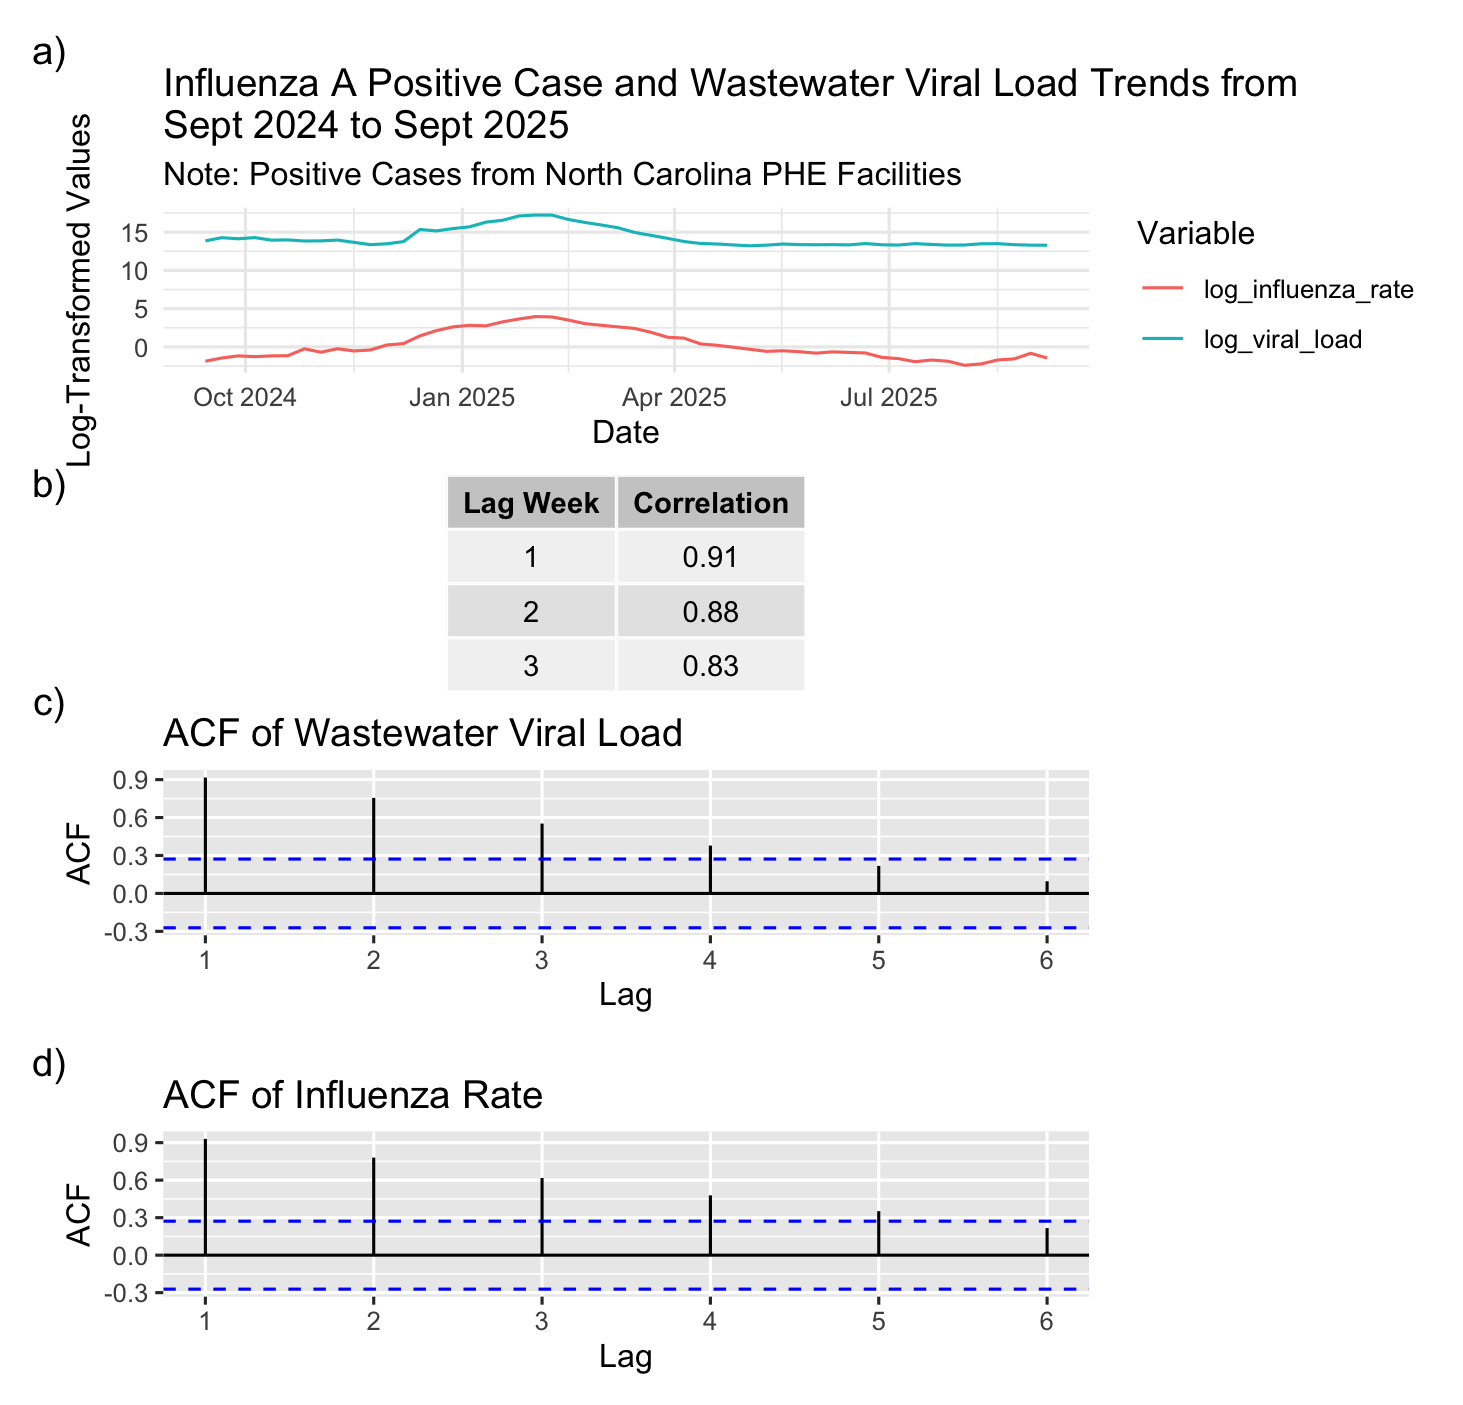 a)
Influenza A Positive Case and Wastewater Viral Load Trends from
Sept 2024 to Sept 2025
Note: Positive Cases from North Carolina PHE Facilities
Log-Transformed Values
15
10
5
0
Oct 2024 Jan 2025 Apr 2025 Jul 2025
Date
Variable
log_influenza_rate
log_viral_load
b)
Lag Week Correlation
1 0.91
2 0.88
3 0.83
c)
ACF of Wastewater Viral Load
ACF
0.9
0.6
0.3
0.0
-0.3
1 2 3 4 5 6
Lag
d)
ACF of Influenza Rate
ACF
0.9
0.6
0.3
0.0
-0.3
1 2 3 4 5 6
Lag